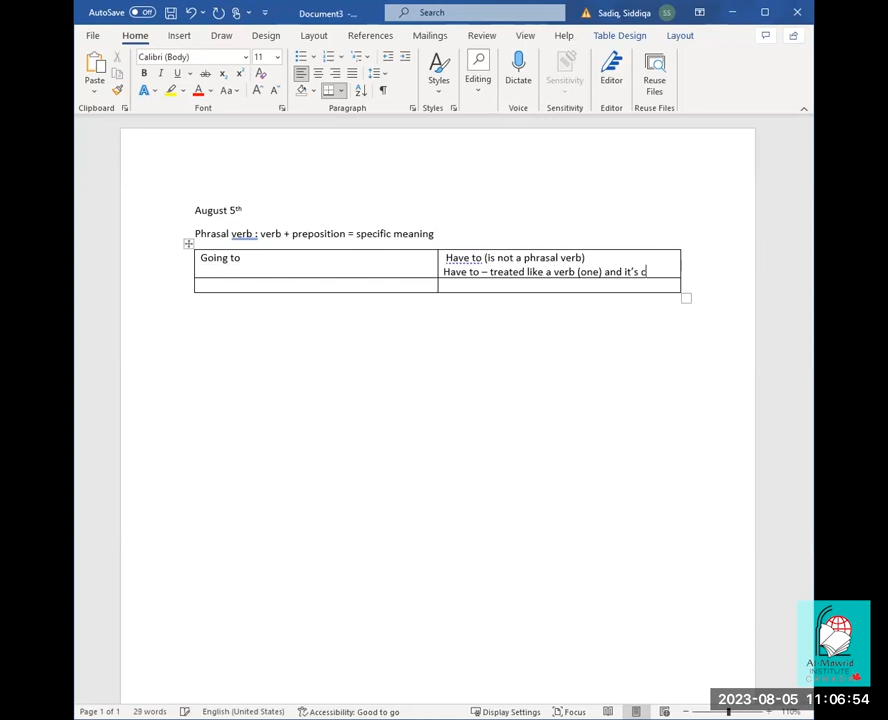 AutoSave Off Document3 -... Search Sadiq, Siddiqa SS
File Home Insert Draw Design Layout References Mailings Review View Help Table Design Layout
Calibri (Body) 11
Paste Styles Editing Dictate Sensitivity Editor Reuse Files
Clipboard Font Paragraph Styles Voice Sensitivity Editor Reuse Files
August 5th
Phrasal verb : verb + preposition = specific meaning
Going to Have to (is not a phrasal verb)
Have to – treated like a verb (one) and it's c
Al-Mawrid
INSTITUTE
CANADA
2023-08-05 11:06:54
Page 1 of 1 29 words English (United States) Accessibility: Good to go Display Settings Focus 110%